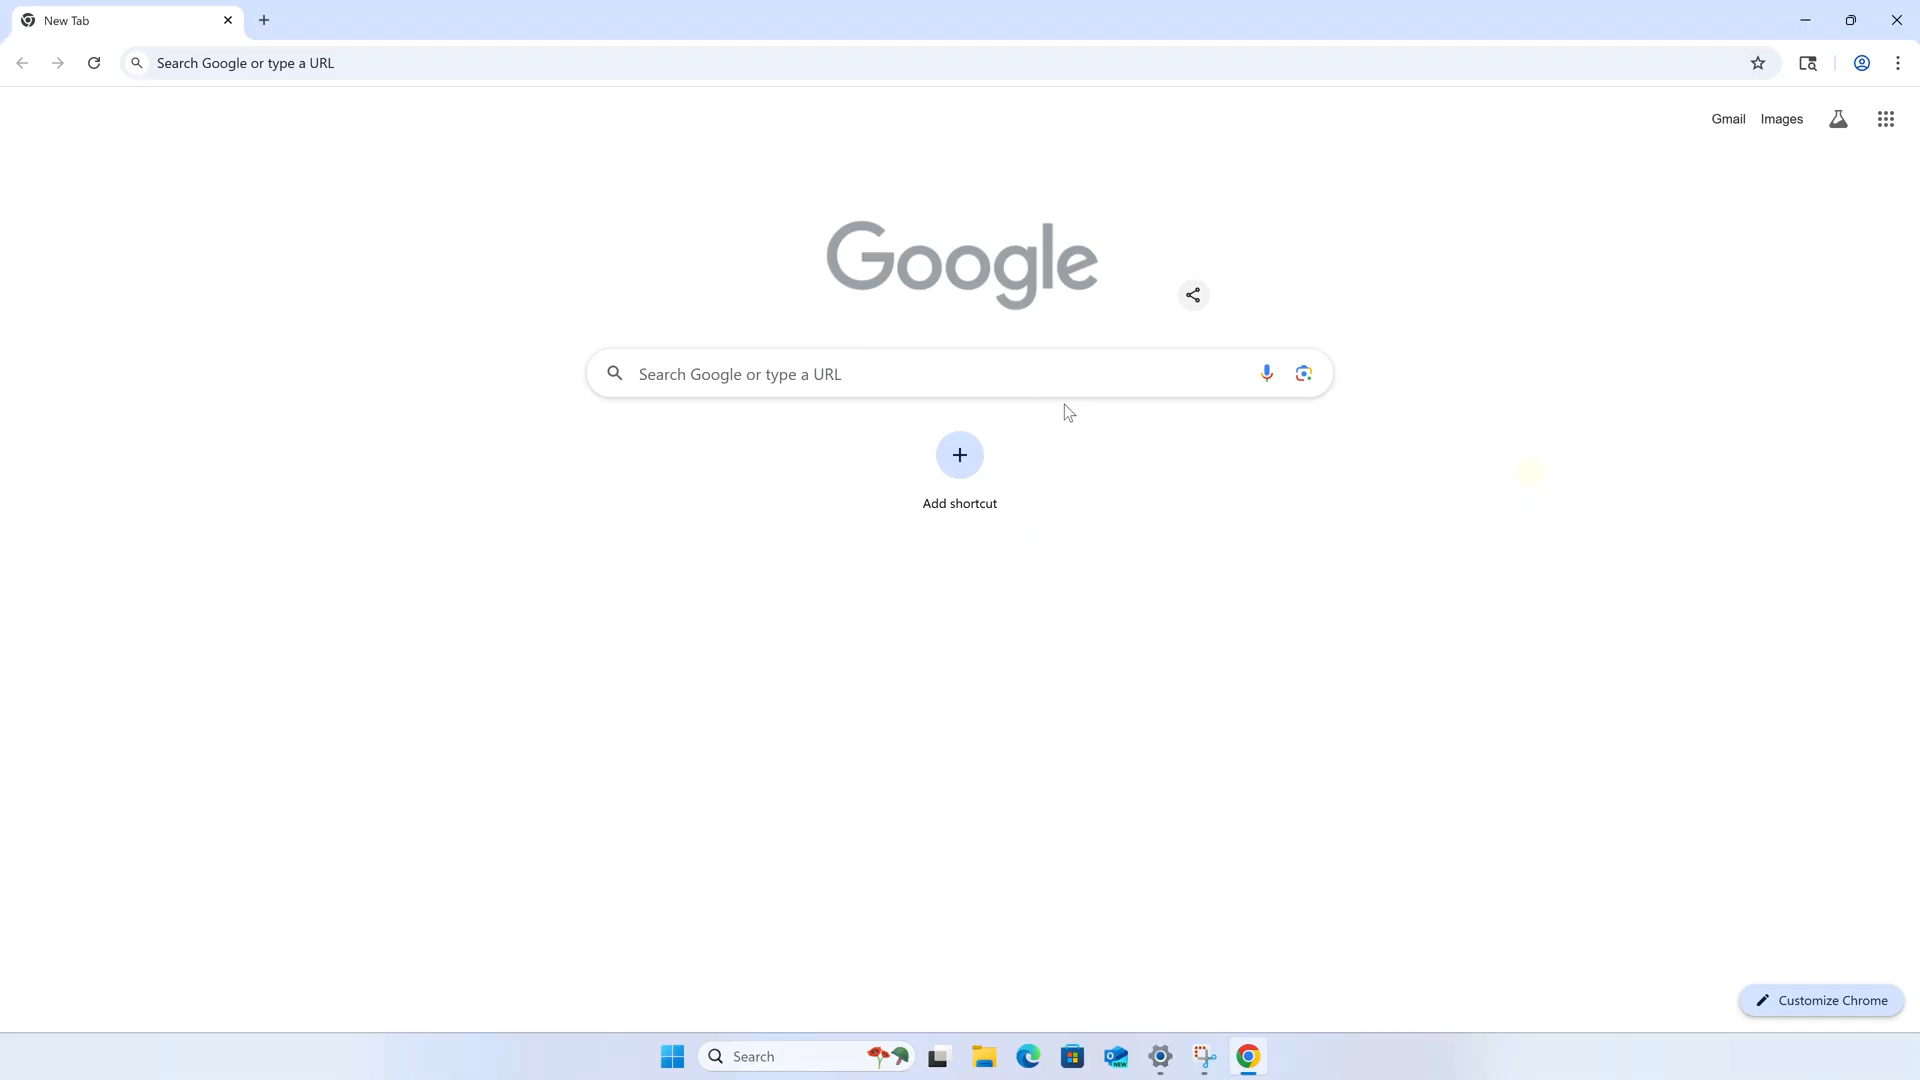 New Tab
Search Google or type a URL
Gmail Images
Google
Search Google or type a URL
Add shortcut
Customize Chrome
Search
NEW